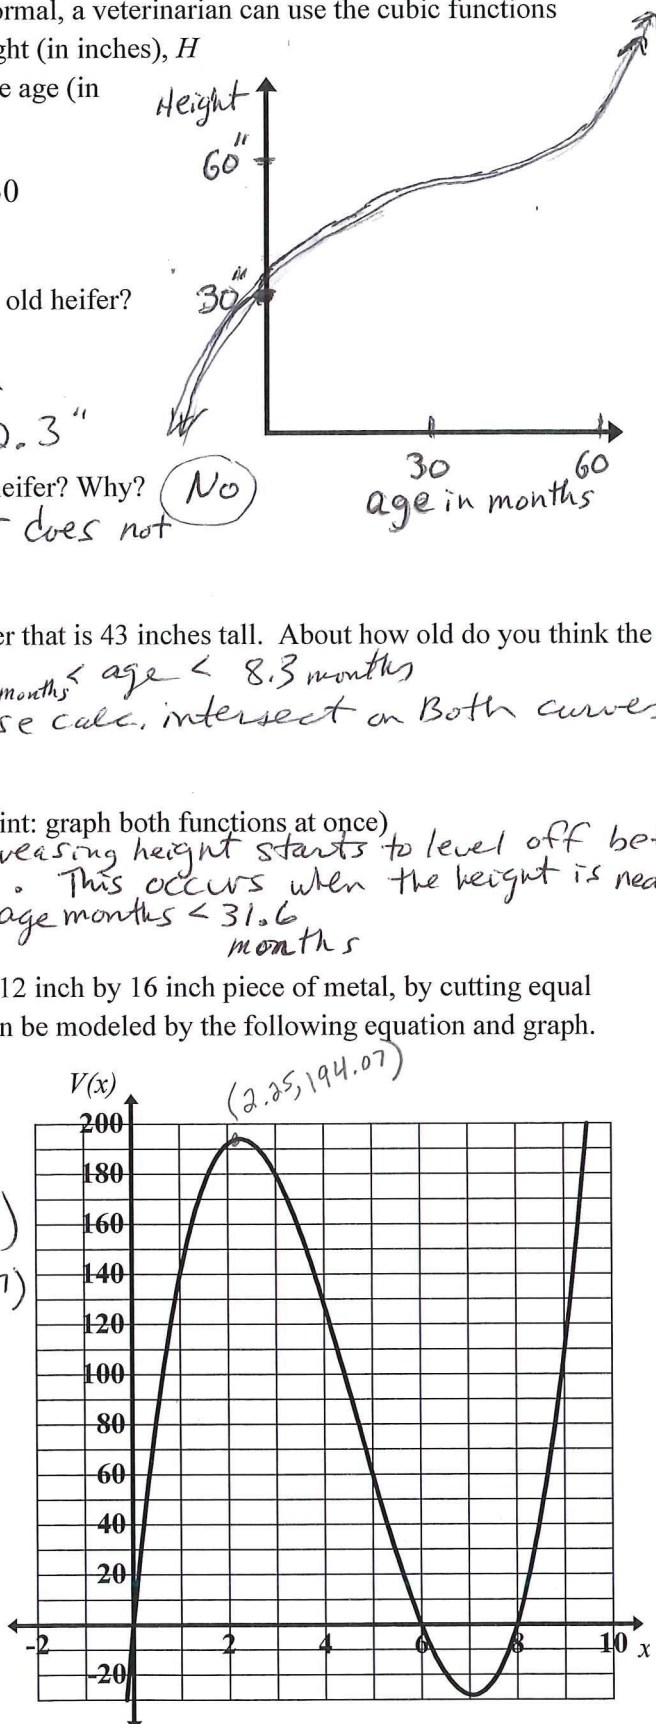 ormal, a veterinarian can use the cubic functions
ght (in inches), H
e age (in
Height
60"
0
30"
old heifer?
0.3"
30
60
age in months
eifer? Why? No
does not
er that is 43 inches tall. About how old do you think the
months < age < 8.3 months
se calc. intersect on Both curves
int: graph both functions at once)
reasing height starts to level off be-
. This occurs when the height is nea
age months < 31.6
months
12 inch by 16 inch piece of metal, by cutting equal
n be modeled by the following equation and graph.
V(x)
(2.25, 194.07)
200
180
)
160
7)
140
120
100
80
60
40
20
-2
2
4
6
8
10 x
-20